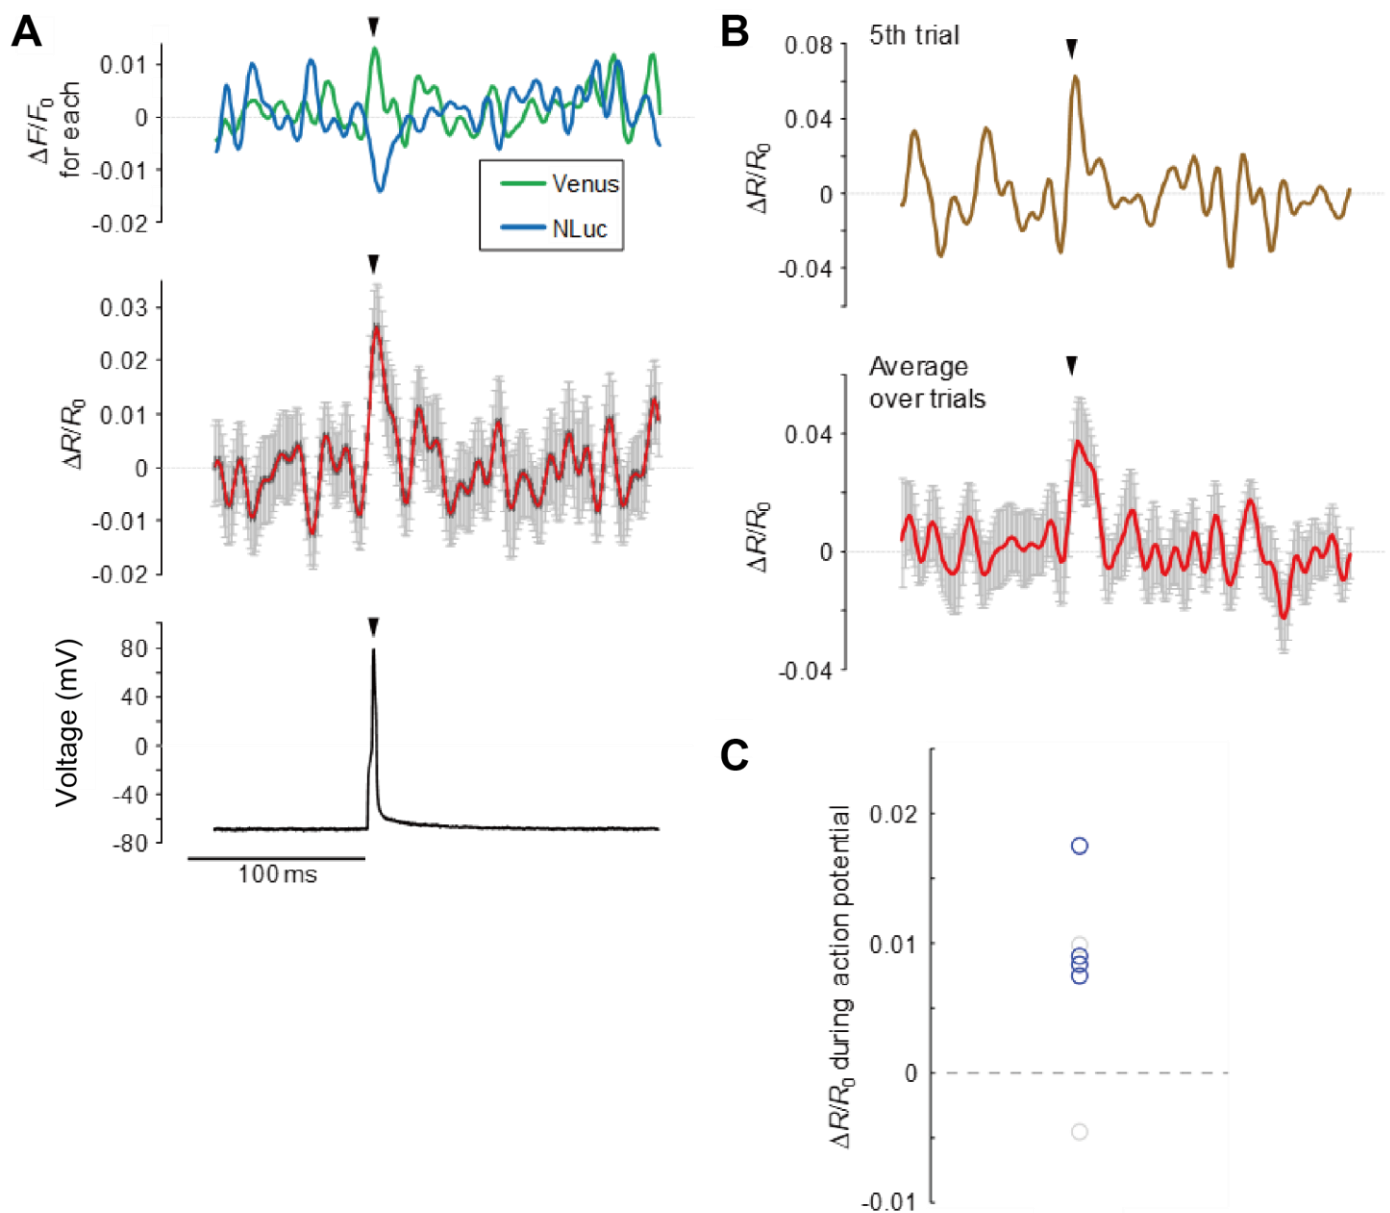 A
ΔF/F0
for each
0.01
0
-0.01
-0.02
Venus
NLuc
ΔR/R0
0.03
0.02
0.01
0
-0.01
-0.02
Voltage (mV)
80
40
0
-40
-80
100 ms
B
5th trial
ΔR/R0
0.08
0.04
0
-0.04
Average
over trials
ΔR/R0
0.04
0
-0.04
C
ΔR/R0 during action potential
0.02
0.01
0
-0.01